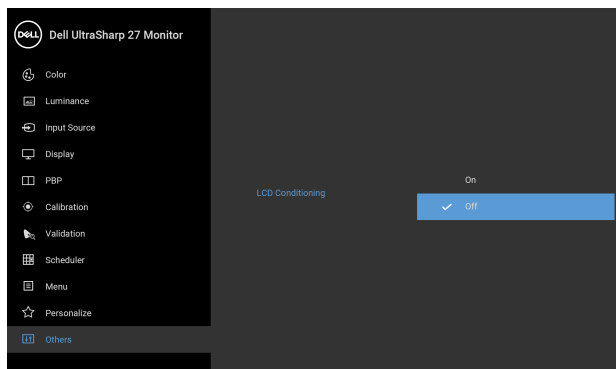 DELL
Dell UltraSharp 27 Monitor
Color
Luminance
Input Source
Display
PBP
Calibration
Validation
Scheduler
Menu
Personalize
Others
LCD Conditioning
On
Off